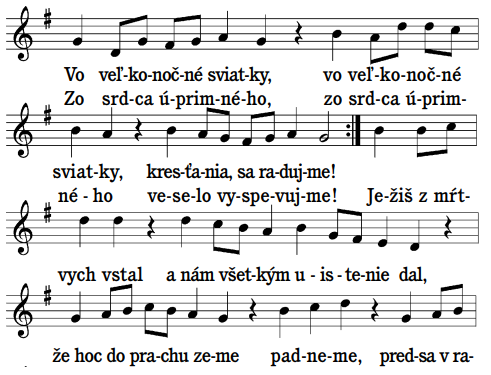 Vo veľ-ko-noč-né sviat-ky, vo veľ-ko-noč-né
Zo srd-ca ú-prim-né-ho, zo srd-ca ú-prim-
sviat-ky, kres-ťa-nia, sa ra-duj-me!
né-ho ve-se-lo vy-spe-vuj-me! Je-žiš z mŕt-
vych vstal a nám všet-kým u-is-te-nie dal,
že hoc do pra-chu ze-me pad-ne-me, pred-sa v ra-